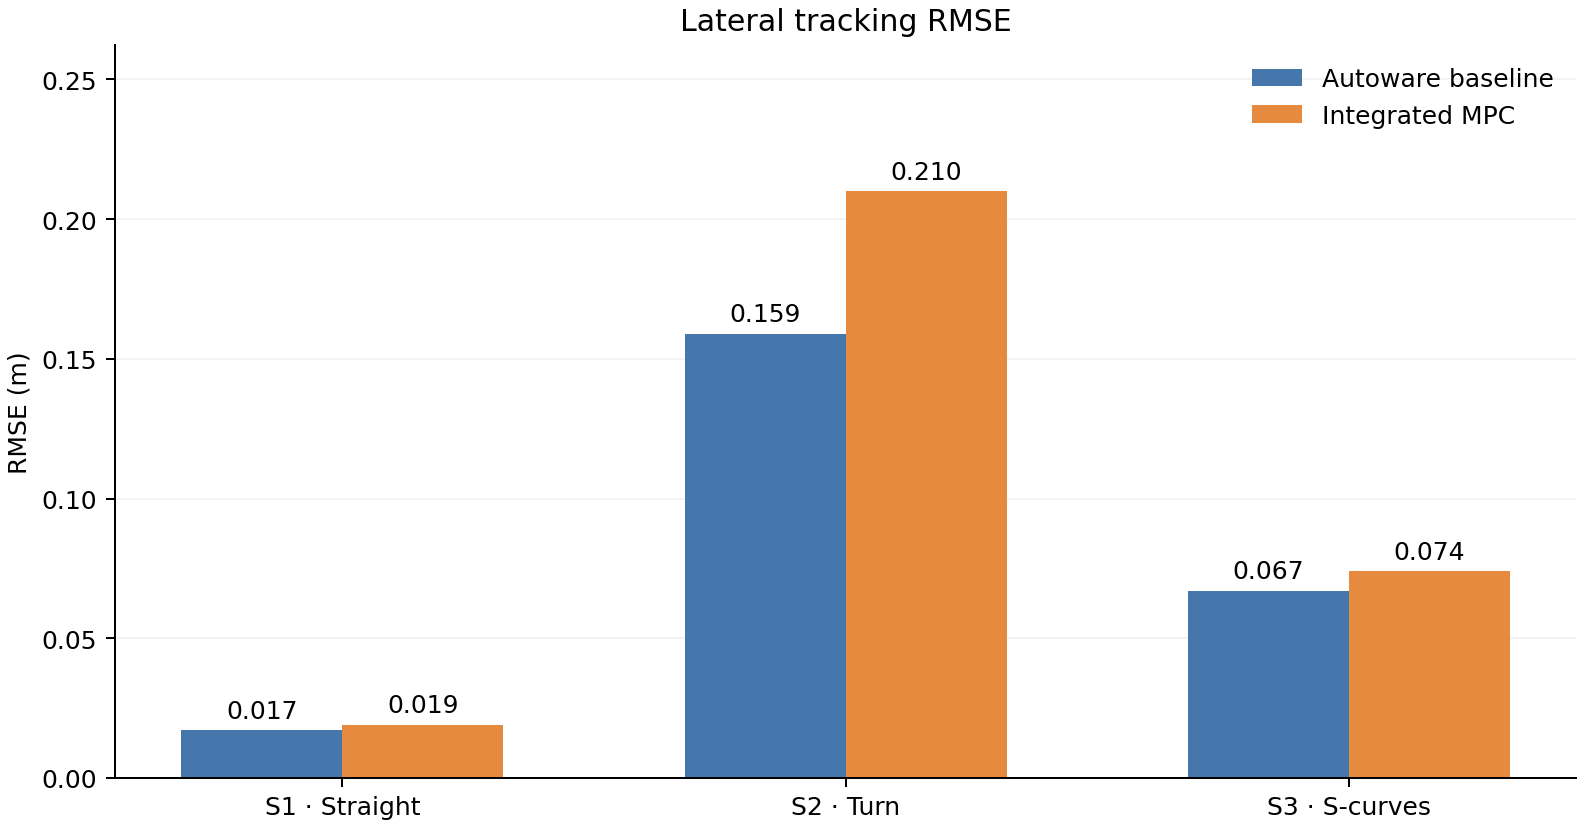 Lateral tracking RMSE
Autoware baseline
Integrated MPC
RMSE (m)
0.25
0.20
0.15
0.10
0.05
0.00
0.017
0.019
0.159
0.210
0.067
0.074
S1 · Straight
S2 · Turn
S3 · S-curves